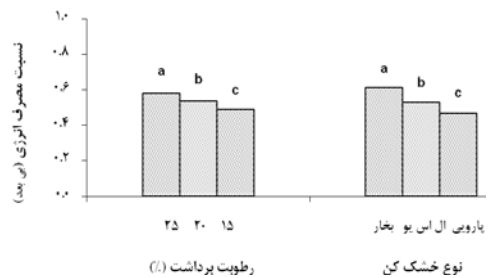 نسبت مصرف انرژی (بی بعد)
۱.۰
۰.۸
۰.۶
۰.۴
۰.۲
۰.۰
a b c
a b c
۲۵ ۲۰ ۱۵
پارویی ال اس یو بخار
رطوبت برداشت (٪)
نوع خشک کن